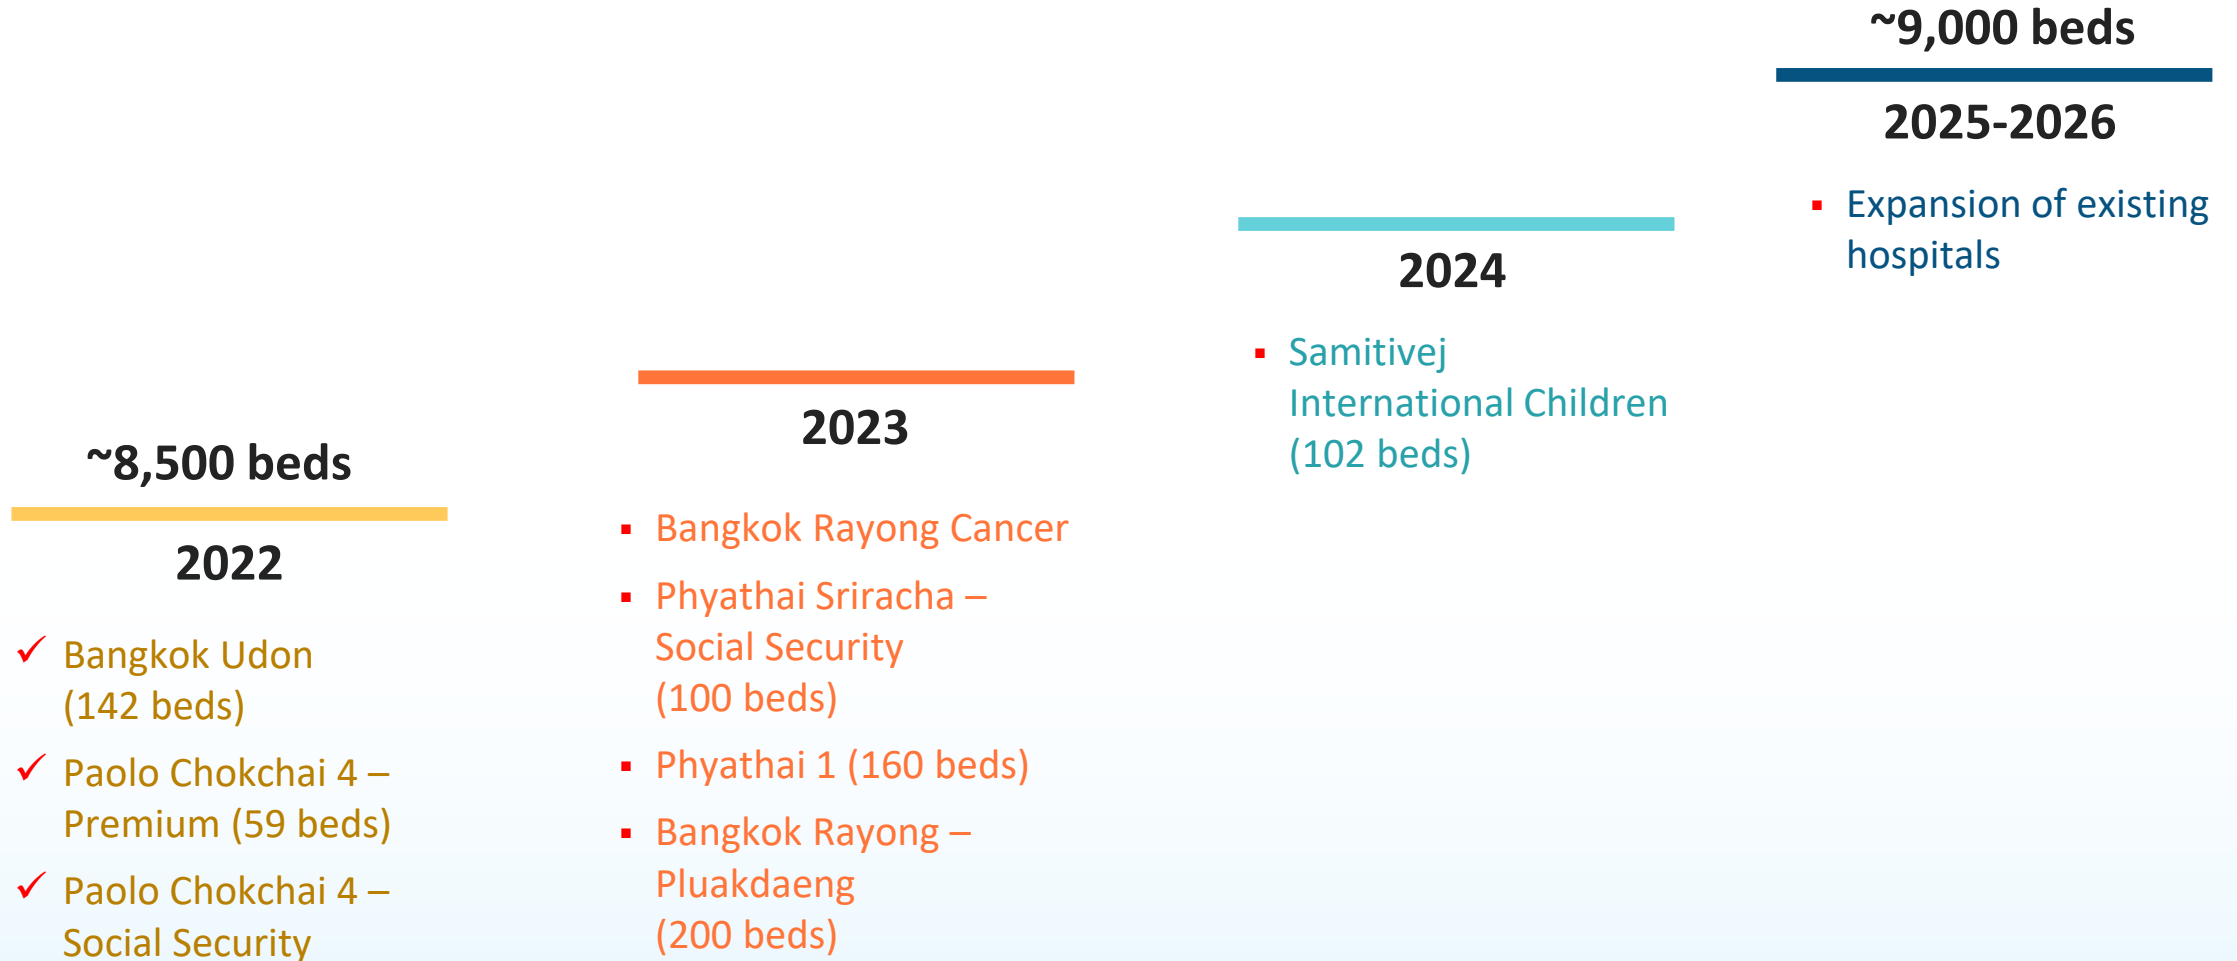 ~8,500 beds
2022
✓ Bangkok Udon
(142 beds)
✓ Paolo Chokchai 4 –
Premium (59 beds)
✓ Paolo Chokchai 4 –
Social Security
2023
▪ Bangkok Rayong Cancer
▪ Phyathai Sriracha –
Social Security
(100 beds)
▪ Phyathai 1 (160 beds)
▪ Bangkok Rayong –
Pluakdaeng
(200 beds)
2024
▪ Samitivej
International Children
(102 beds)
~9,000 beds
2025-2026
▪ Expansion of existing
hospitals